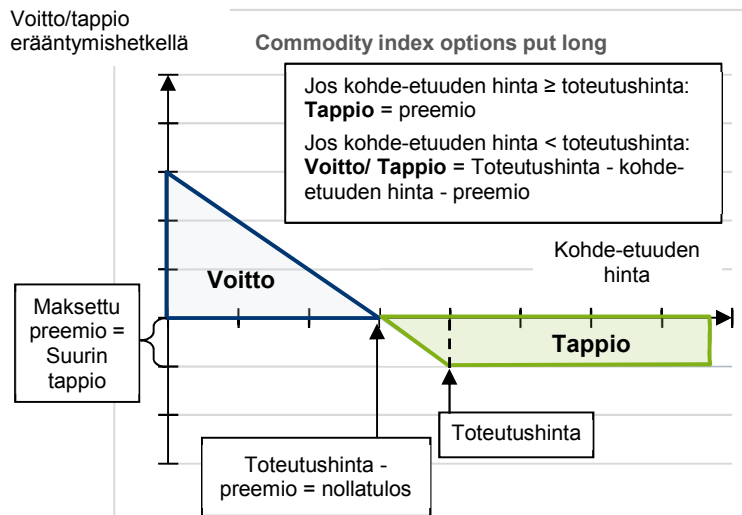 Voitto/tappio
erääntymishetkellä
Commodity index options put long
Jos kohde-etuuden hinta ≥ toteutushinta:
Tappio = preemio
Jos kohde-etuuden hinta < toteutushinta:
Voitto/ Tappio = Toteutushinta - kohde-
etuuden hinta - preemio
Kohde-etuuden
hinta
Voitto
Maksettu
preemio =
Suurin
tappio
Tappio
Toteutushinta
Toteutushinta -
preemio = nollatulos